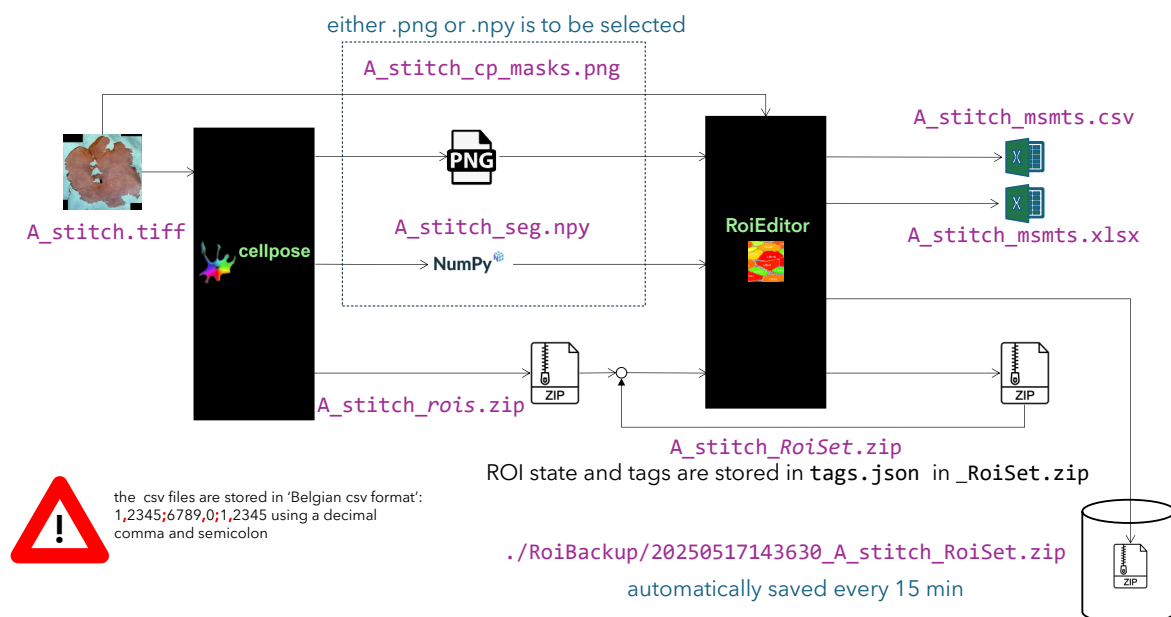 either .png or .npy is to be selected
A_stitch_cp_masks.png
A_stitch.tiff
cellpose
PNG
A_stitch_seg.npy
NumPy
RoiEditor
A_stitch_msmts.csv
X
X
A_stitch_msmts.xlsx
ZIP
A_stitch_rois.zip
ZIP
A_stitch_RoiSet.zip
ROI state and tags are stored in tags.json in _RoiSet.zip
!
the csv files are stored in ‘Belgian csv format’:
1,2345;6789,0;1,2345 using a decimal
comma and semicolon
./RoiBackup/20250517143630_A_stitch_RoiSet.zip
automatically saved every 15 min
ZIP